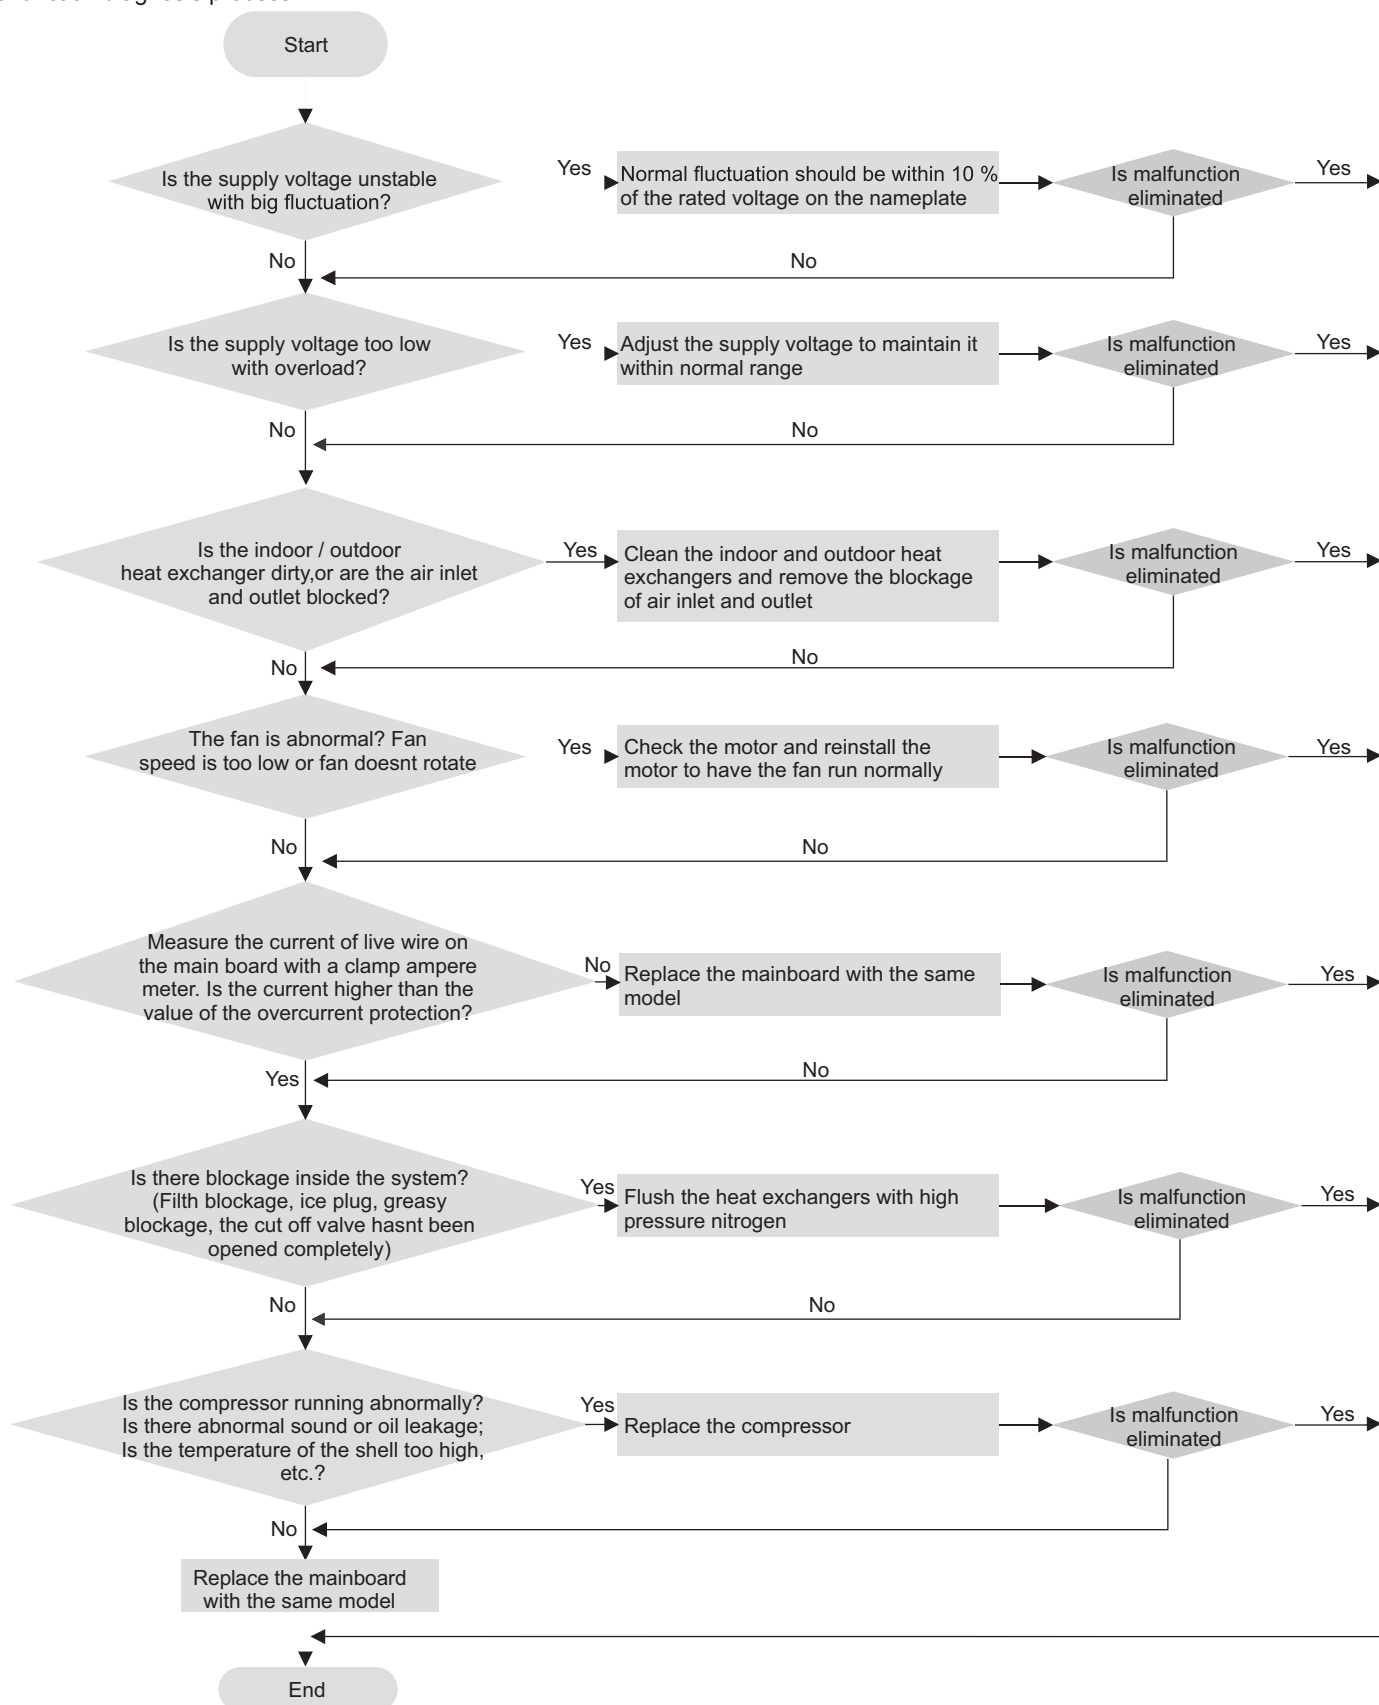 Start
Is the supply voltage unstable
with big fluctuation?
Yes
Normal fluctuation should be within 10 %
of the rated voltage on the nameplate
Is malfunction
eliminated
Yes
No
No
Is the supply voltage too low
with overload?
Yes
Adjust the supply voltage to maintain it
within normal range
Is malfunction
eliminated
Yes
No
No
Is the indoor / outdoor
heat exchanger dirty,or are the air inlet
and outlet blocked?
Yes
Clean the indoor and outdoor heat
exchangers and remove the blockage
of air inlet and outlet
Is malfunction
eliminated
Yes
No
No
The fan is abnormal? Fan
speed is too low or fan doesnt rotate
Yes
Check the motor and reinstall the
motor to have the fan run normally
Is malfunction
eliminated
Yes
No
No
Measure the current of live wire on
the main board with a clamp ampere
meter. Is the current higher than the
value of the overcurrent protection?
No
Replace the mainboard with the same
model
Is malfunction
eliminated
Yes
Yes
No
Is there blockage inside the system?
(Filth blockage, ice plug, greasy
blockage, the cut off valve hasnt been
opened completely)
Yes
Flush the heat exchangers with high
pressure nitrogen
Is malfunction
eliminated
Yes
No
No
Is the compressor running abnormally?
Is there abnormal sound or oil leakage;
Is the temperature of the shell too high,
etc.?
Yes
Replace the compressor
Is malfunction
eliminated
Yes
No
Replace the mainboard
with the same model
End